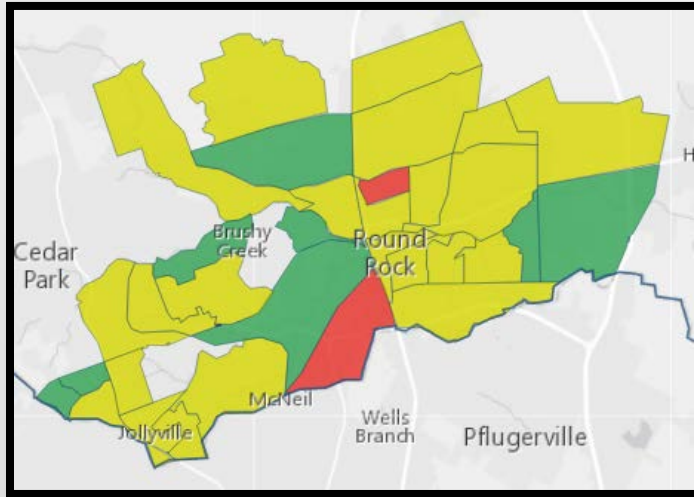 H
Brushy
Creek
Cedar
Park
Round
Rock
McNeil
Jollyville
Wells
Branch
Pflugerville